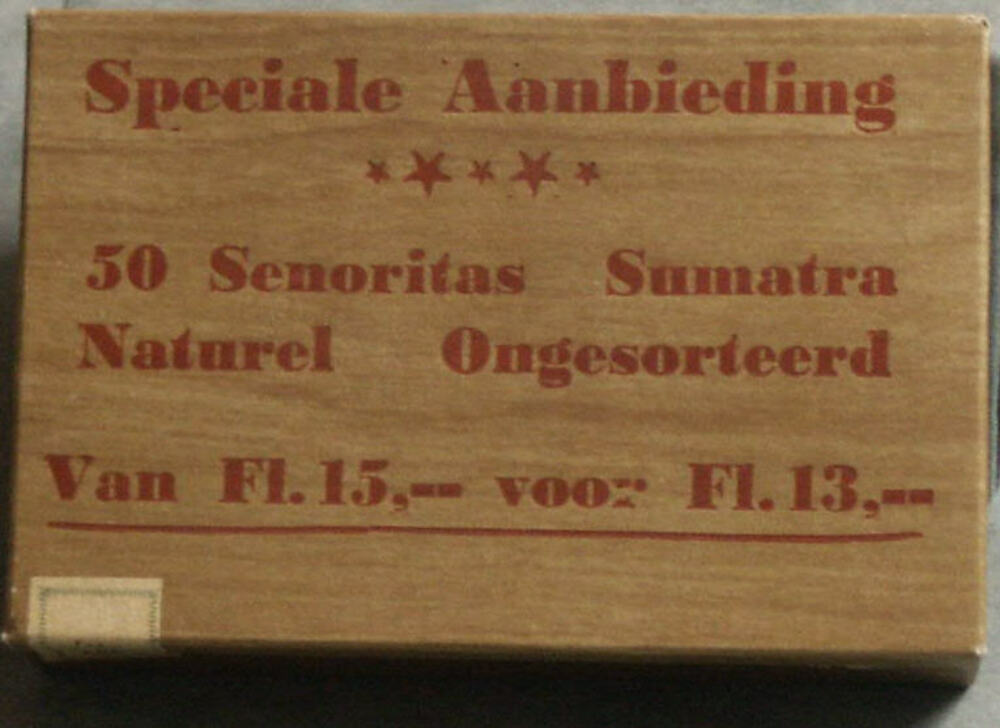 Speciale Aanbieding
50 Senoritas Sumatra
Naturel Ongesorteerd
Van Fl. 15,-- voor Fl. 13,--